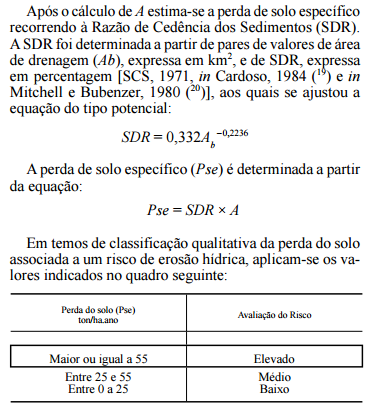 Após o cálculo de A estima-se a perda de solo específico
recorrendo à Razão de Cedência dos Sedimentos (SDR).
A SDR foi determinada a partir de pares de valores de área
de drenagem (Ab), expressa em km², e de SDR, expressa
em percentagem [SCS, 1971, in Cardoso, 1984 (¹⁹) e in
Mitchell e Bubenzer, 1980 (²⁰)], aos quais se ajustou a
equação do tipo potencial:
SDR = 0,332A_b^{–0,2236}
A perda de solo específico (Pse) é determinada a partir
da equação:
Pse = SDR × A
Em temos de classificação qualitativa da perda do solo
associada a um risco de erosão hídrica, aplicam-se os va-
lores indicados no quadro seguinte:
Perda do solo (Pse) Avaliação do Risco
ton/ha.ano
Maior ou igual a 55 Elevado
Entre 25 e 55 Médio
Entre 0 a 25 Baixo